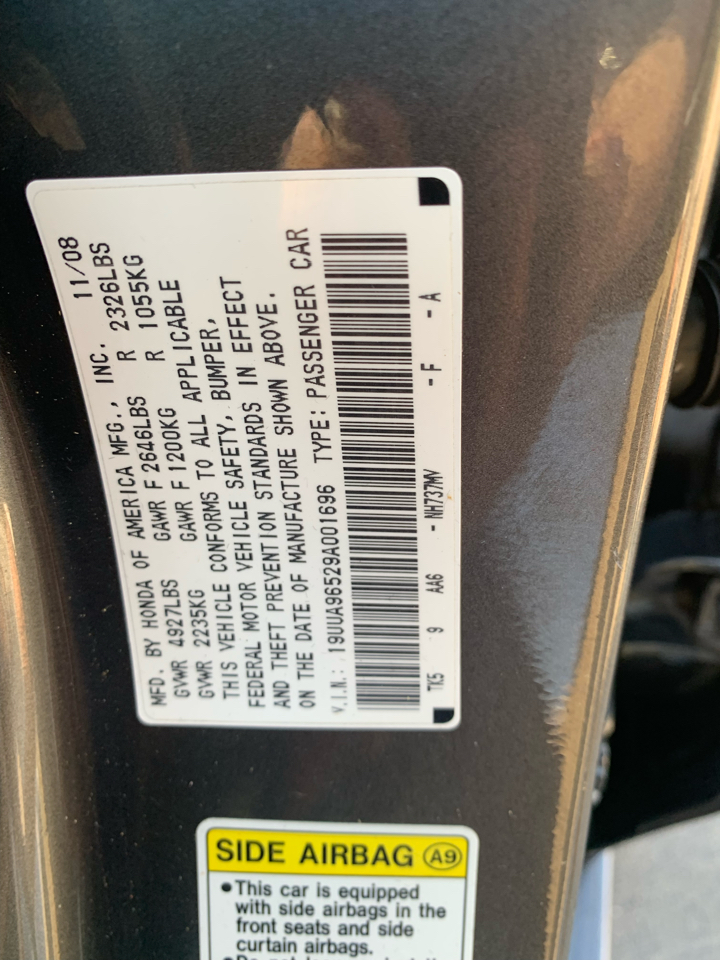 MFD. BY HONDA OF AMERICA MFG., INC. 11/08
GVWR 4927LBS GAWR F 2646LBS R 2326LBS
GVWR 2235KG GAWR F 1200KG R 1055KG
THIS VEHICLE CONFORMS TO ALL APPLICABLE
FEDERAL MOTOR VEHICLE SAFETY, BUMPER,
AND THEFT PREVENTION STANDARDS IN EFFECT
ON THE DATE OF MANUFACTURE SHOWN ABOVE.
V.I.N.: 19UUA96529A001696 TYPE: PASSENGER CAR
TK5 9 AA6 - NH737MV - F - A
SIDE AIRBAG A9
•This car is equipped
with side airbags in the
front seats and side
curtain airbags.